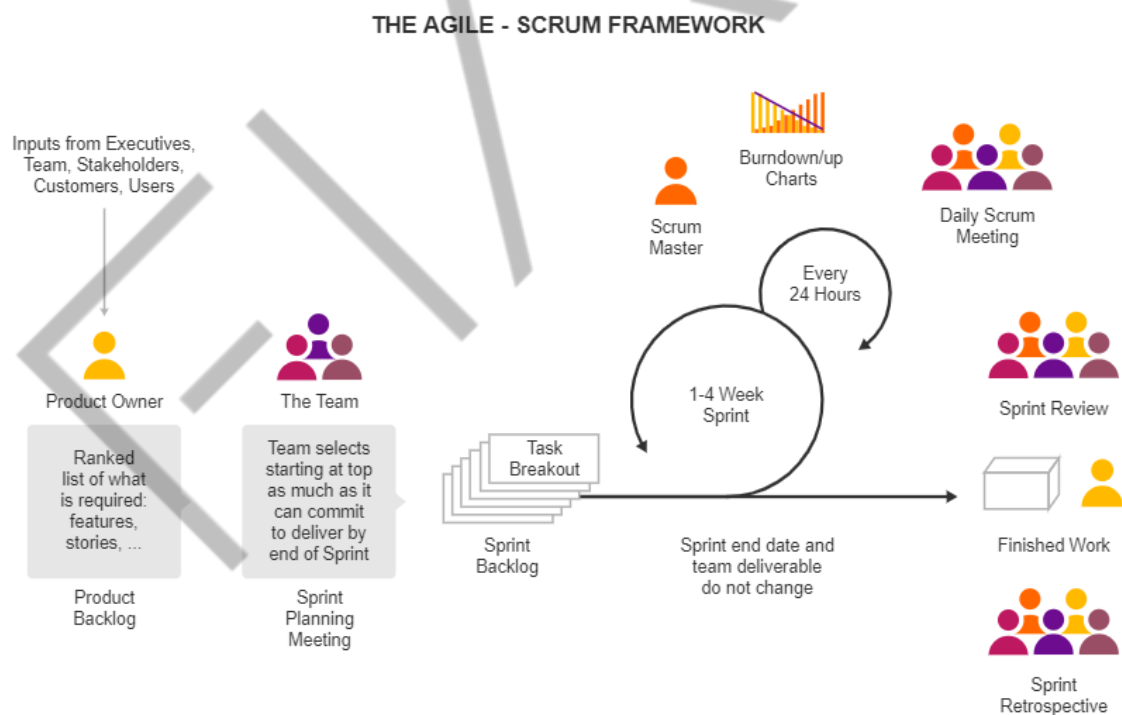 THE AGILE - SCRUM FRAMEWORK
Inputs from Executives,
Team, Stakeholders,
Customers, Users
Product Owner
Ranked
list of what
is required:
features,
stories, ...
Product
Backlog
The Team
Team selects
starting at top
as much as it
can commit
to deliver by
end of Sprint
Sprint
Planning
Meeting
Task
Breakout
Sprint
Backlog
Scrum
Master
Burndown/up
Charts
Daily Scrum
Meeting
Every
24 Hours
1-4 Week
Sprint
Sprint end date and
team deliverable
do not change
Sprint Review
Finished Work
Sprint
Retrospective